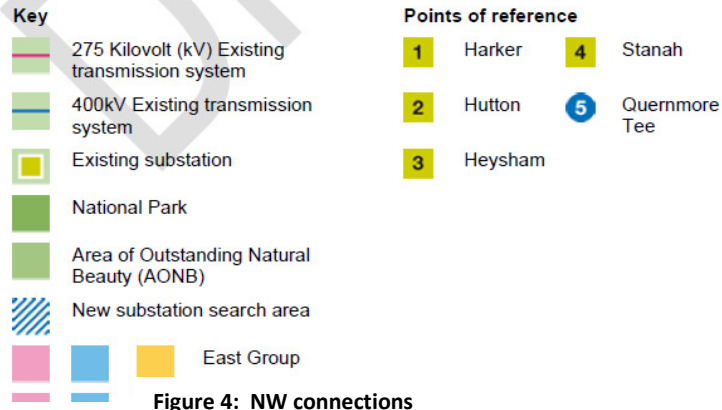 Key
275 Kilovolt (kV) Existing
transmission system
400kV Existing transmission
system
Existing substation
National Park
Area of Outstanding Natural
Beauty (AONB)
New substation search area
East Group
Points of reference
1 Harker
2 Hutton
3 Heysham
4 Stanah
5 Quernmore
Tee
Figure 4: NW connections